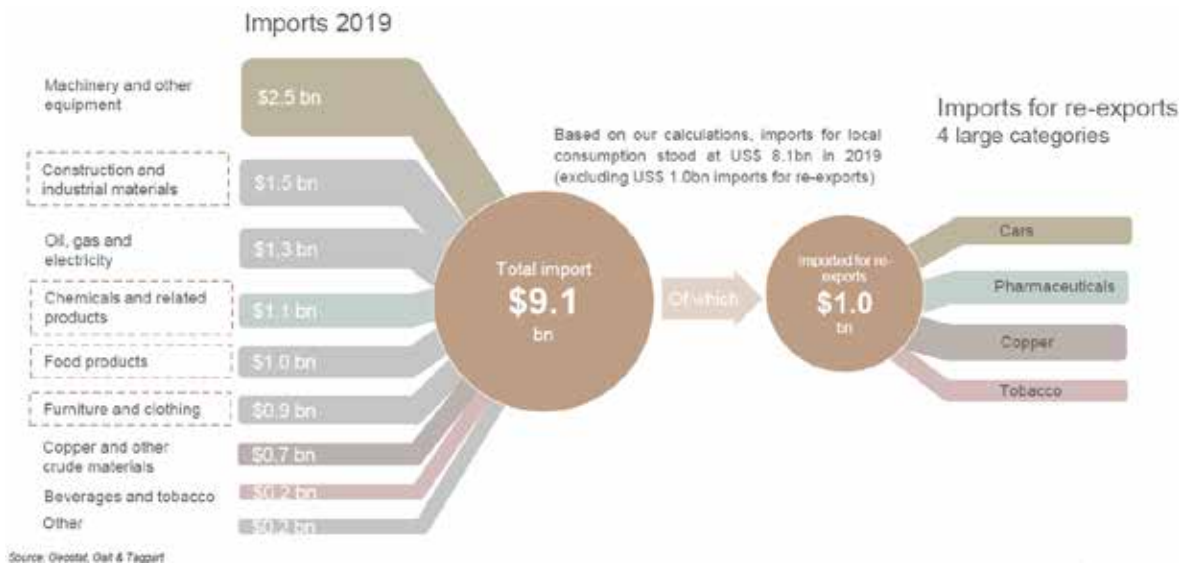 Imports 2019
Machinery and other
equipment
$2.5 bn
Construction and
industrial materials
$1.5 bn
Oil, gas and
electricity
$1.3 bn
Chemicals and related
products
$1.1 bn
Food products
$1.0 bn
Furniture and clothing
$0.9 bn
Copper and other
crude materials
$0.7 bn
Beverages and tobacco
$0.2 bn
Other
$0.2 bn
Total import
$9.1
bn
Based on our calculations, imports for local
consumption stood at US$ 8.1bn in 2019
(excluding US$ 1.0bn imports for re-exports)
Of which
Imported for re-
exports
$1.0
bn
Imports for re-exports
4 large categories
Cars
Pharmaceuticals
Copper
Tobacco
Source: Geostat, Galt & Taggart